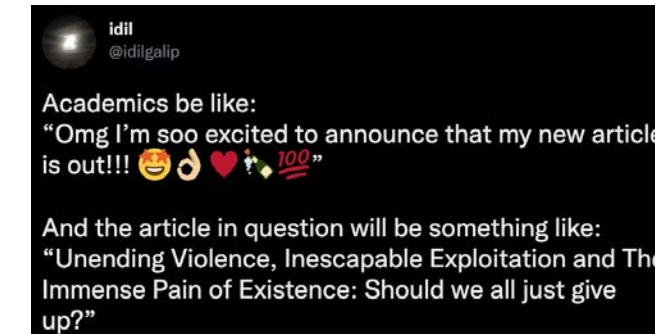 idil
@idilgalip
Academics be like:
“Omg I’m soo excited to announce that my new article
is out!!! 🤩👌🏻♥️🍾💯”
And the article in question will be something like:
“Unending Violence, Inescapable Exploitation and The
Immense Pain of Existence: Should we all just give
up?”